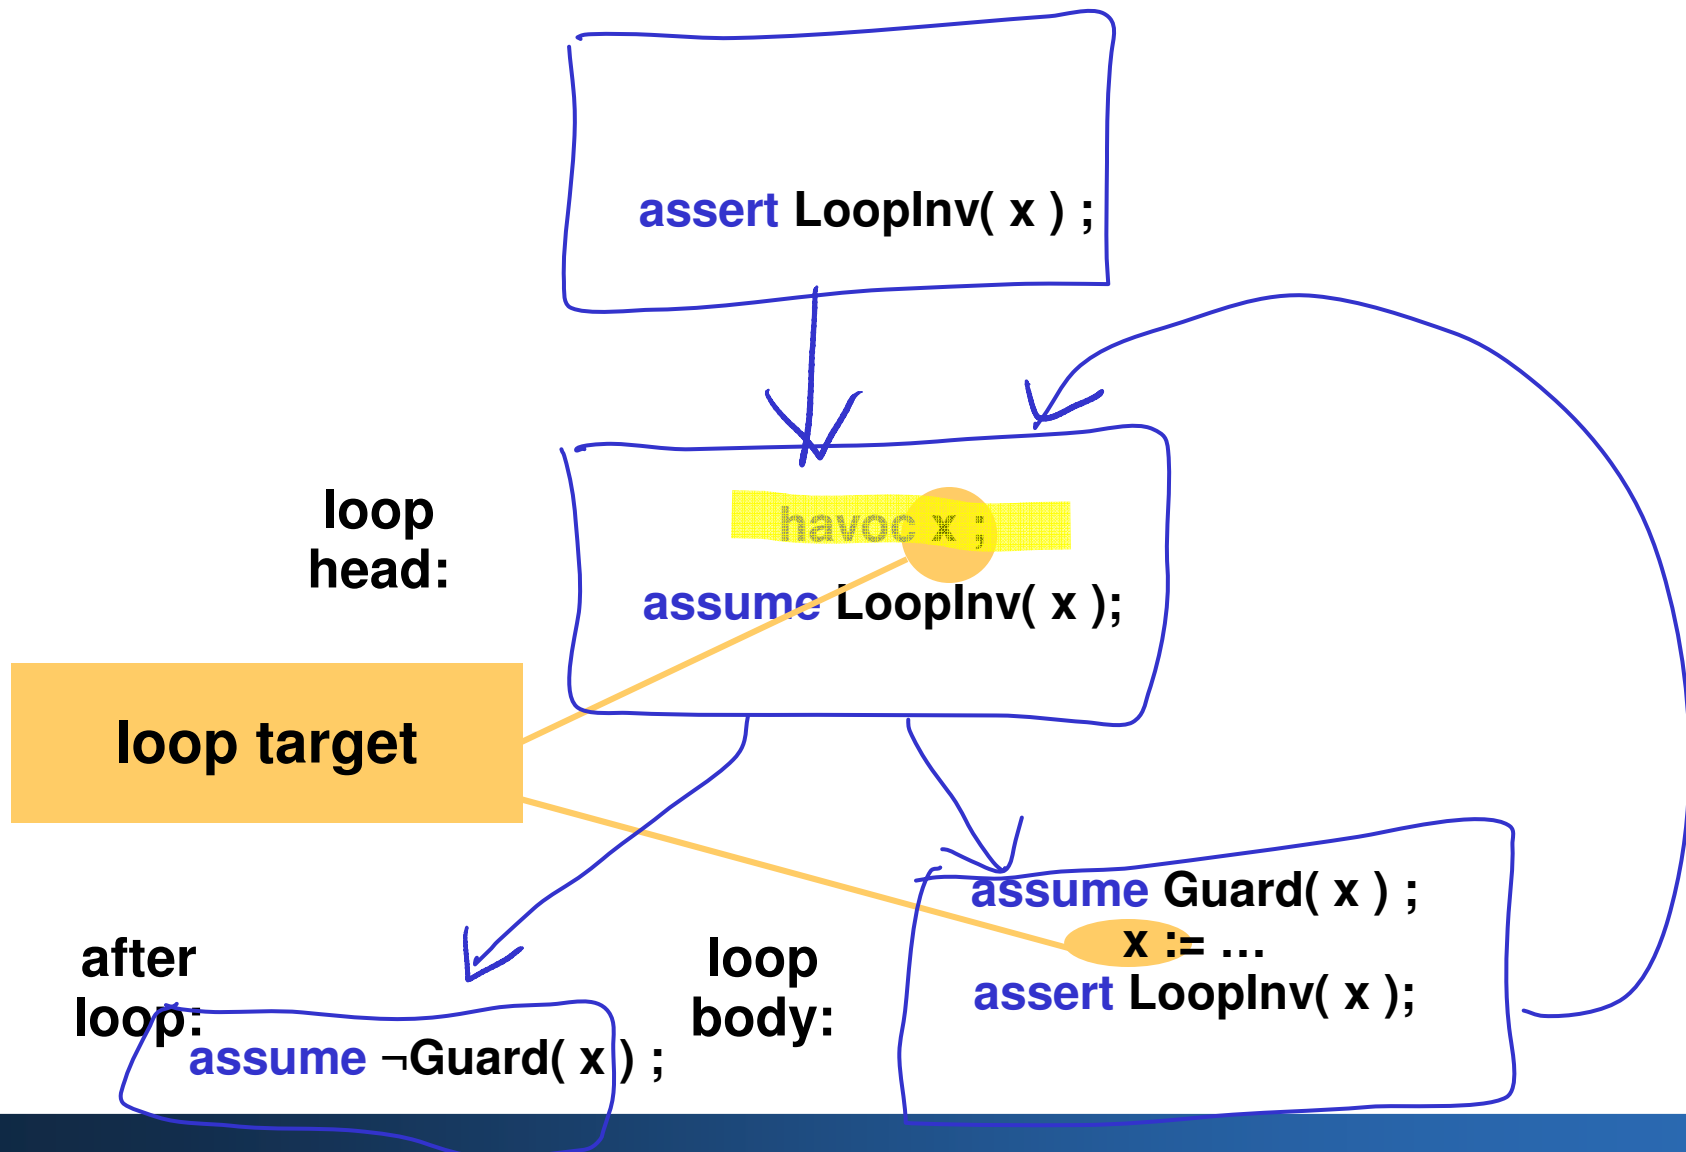 assert LoopInv( x ) ;
loop
head:
havoc x ;
assume LoopInv( x );
loop target
after
loop:
assume ¬Guard( x ) ;
loop
body:
assume Guard( x ) ;
x := …
assert LoopInv( x );